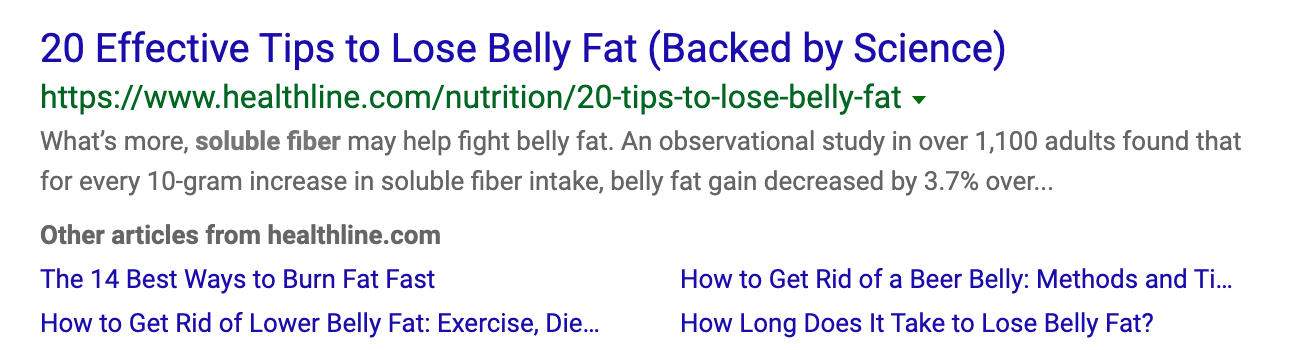 20 Effective Tips to Lose Belly Fat (Backed by Science)
https://www.healthline.com/nutrition/20-tips-to-lose-belly-fat
What’s more, soluble fiber may help fight belly fat. An observational study in over 1,100 adults found that
for every 10-gram increase in soluble fiber intake, belly fat gain decreased by 3.7% over...
Other articles from healthline.com
The 14 Best Ways to Burn Fat Fast
How to Get Rid of a Beer Belly: Methods and Ti...
How to Get Rid of Lower Belly Fat: Exercise, Die...
How Long Does It Take to Lose Belly Fat?